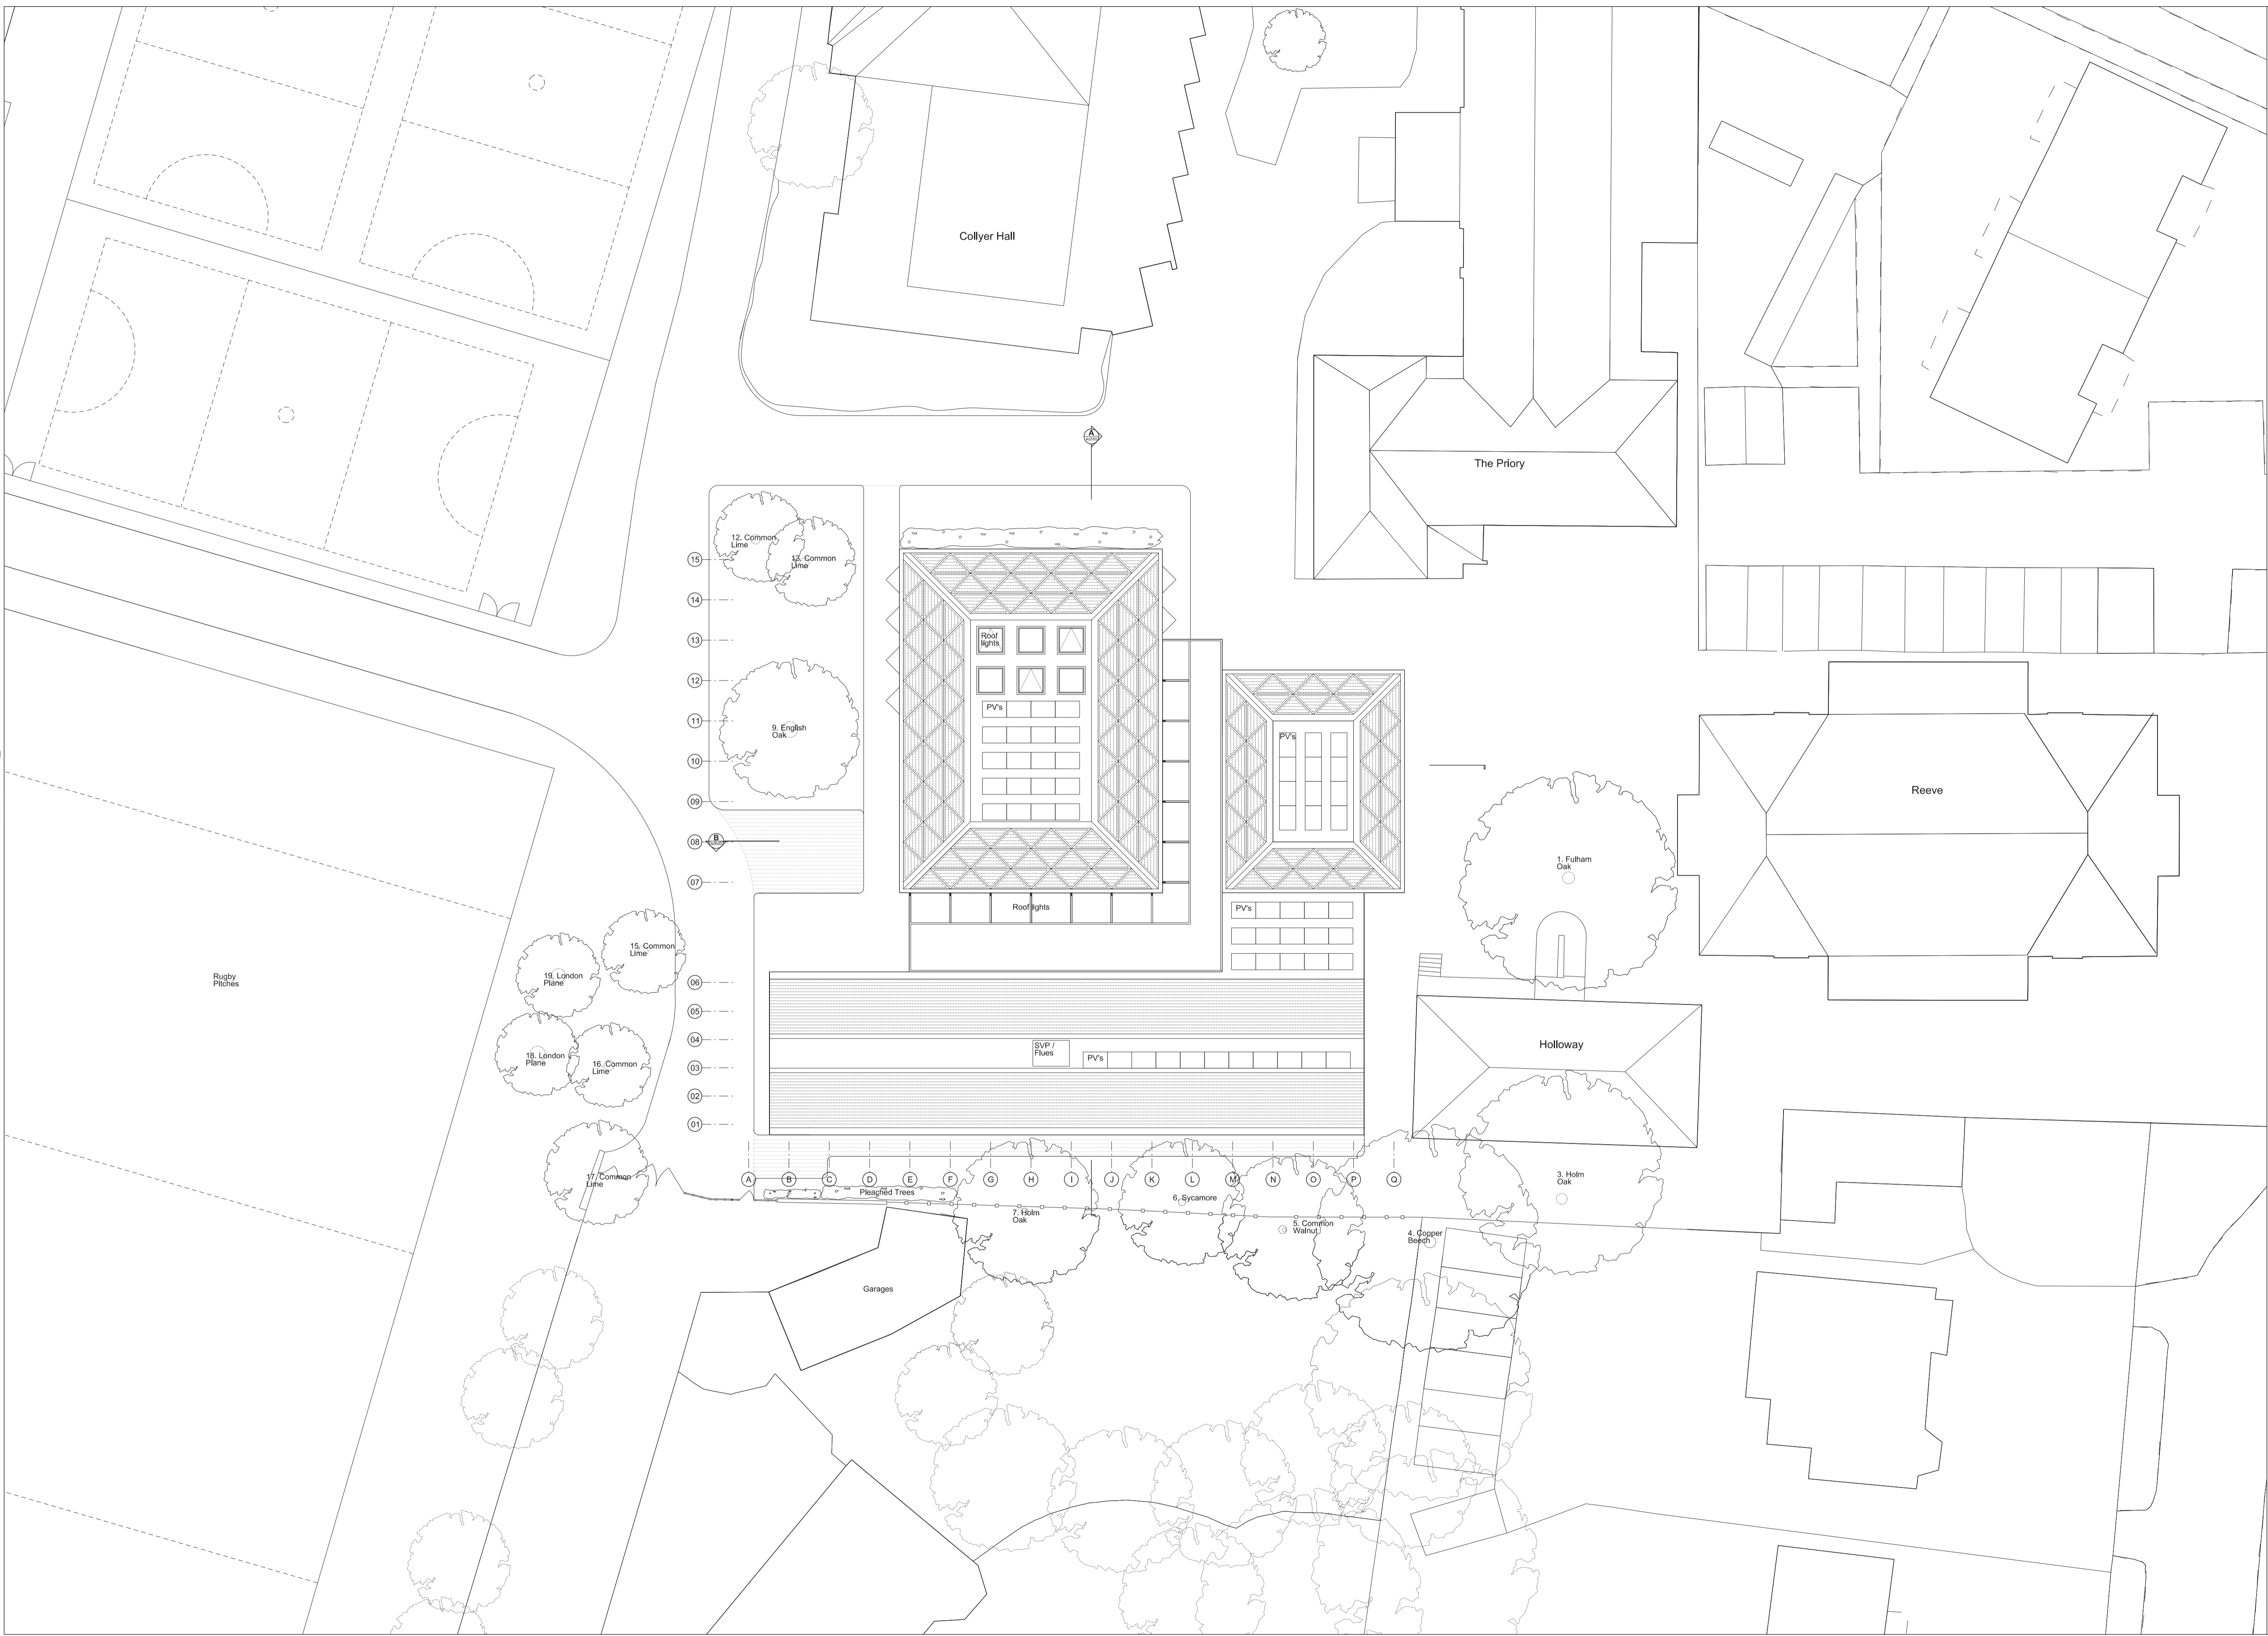 Collyer Hall
A
The Priory
12. Common
Lime
13. Common
Lime
15
14
13
12
11
10
09
08
07
06
05
04
03
02
01
Roof
lights
PV's
PV's
9. English
Oak
B
Reeve
1. Fulham
Oak
Roof lights
PV's
15. Common
Lime
19. London
Plane
Rugby
Pitches
18. London
Plane
16. Common
Lime
SVP /
Flues
PV's
Holloway
17. Common
Lime
A
B
C
D
E
F
G
H
I
J
K
L
M
N
O
P
Q
Pleached Trees
3. Holm
Oak
6. Sycamore
7. Holm
Oak
5. Common
Walnut
4. Copper
Beech
Garages